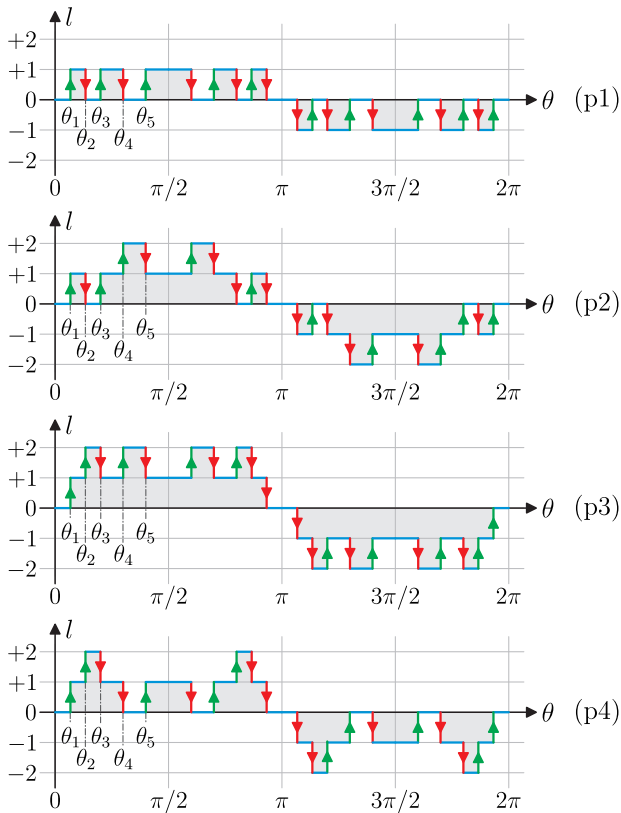 l
+2
+1
0 θ (p1)
θ₁ θ₃ θ₅
−1
θ₂ θ₄
−2
0 π/2 π 3π/2 2π
l
+2
+1
0 θ (p2)
θ₁ θ₃ θ₅
−1
θ₂ θ₄
−2
0 π/2 π 3π/2 2π
l
+2
+1
0 θ (p3)
θ₁ θ₃ θ₄ θ₅
−1
θ₂
−2
0 π/2 π 3π/2 2π
l
+2
+1
0 θ (p4)
θ₁ θ₃ θ₅
−1
θ₂ θ₄
−2
0 π/2 π 3π/2 2π